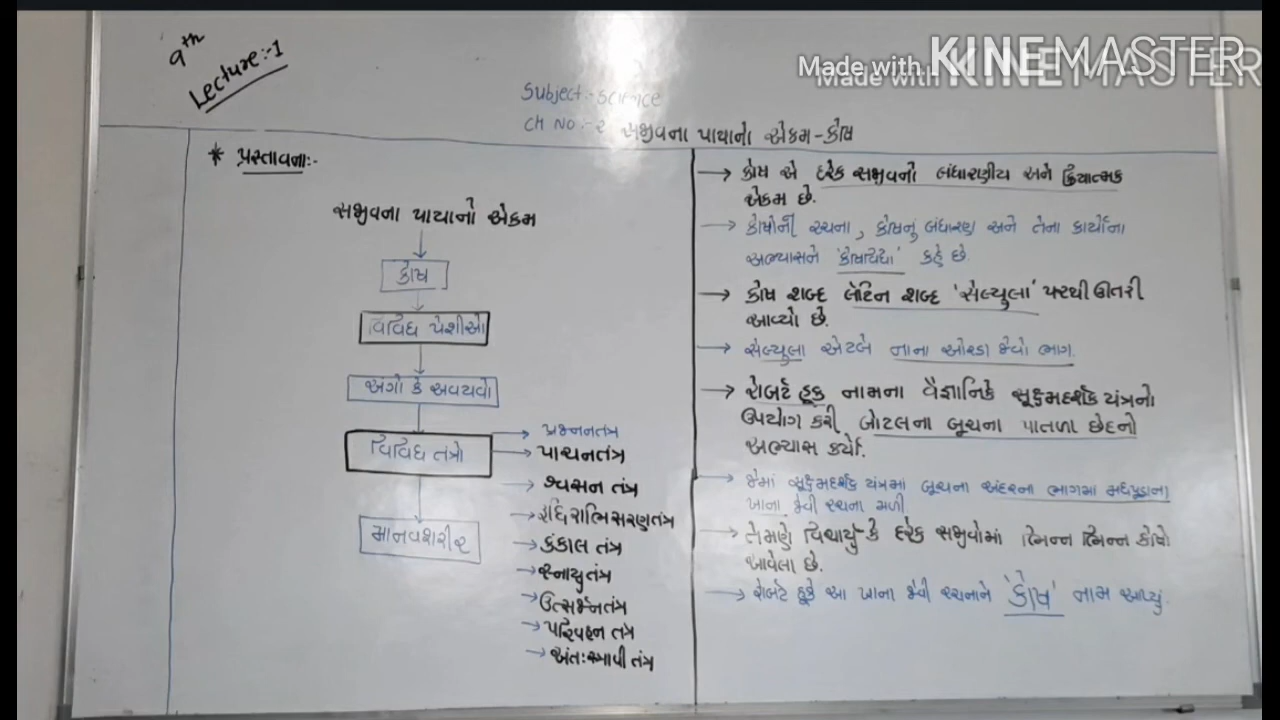 9th
Lecture:-1
Made with KINEMASTER
Made with KINEMASTER
Subject:- Science
CH NO:- ૨ સજીવના પાયાનો એકમ-કોષ
* પ્રસ્તાવના:-
સજીવના પાયાનો એકમ
કોષ
વિવિધ પેશીઓ
અંગો કે અવયવો
વિવિધ તંત્રો
માનવશરીર
→ પ્રજનનતંત્ર
→ પાચનતંત્ર
→ શ્વસન તંત્ર
→ રુધિરાભિસરણતંત્ર
→ કંકાલ તંત્ર
→ સ્નાયુતંત્ર
→ ઉત્સર્જનતંત્ર
→ પરિવહન તંત્ર
→ અંતઃસ્ત્રાવી તંત્ર
→ કોષ એ દરેક સજીવનો બંધારણીય અને ક્રિયાત્મક
એકમ છે.
→ કોષોની રચના, કોષનું બંધારણ અને તેના કાર્યોના
અભ્યાસને 'કોષવિદ્યા' કહે છે.
→ કોષ શબ્દ લેટિન શબ્દ 'સેલ્યુલા' પરથી ઊતરી
આવ્યો છે.
→ સેલ્યુલા એટલે નાના ઓરડા જેવો ભાગ.
→ રોબર્ટ હૂક નામના વૈજ્ઞાનિકે સૂક્ષ્મદર્શક યંત્રનો
ઉપયોગ કરી બોટલના બૂચના પાતળા છેદનો
અભ્યાસ કર્યો.
→ જેમાં સૂક્ષ્મદર્શક યંત્રમાં બૂચના અંદરના ભાગમાં મધપૂડાના
ખાના જેવી રચના મળી.
→ તેમણે વિચાર્યુ કે દરેક સજીવોમાં ભિન્ન ભિન્ન કોષો
આવેલા છે.
→ રોબર્ટ હૂકે આ ખાના જેવી રચનાને 'કોષ' નામ આપ્યું.